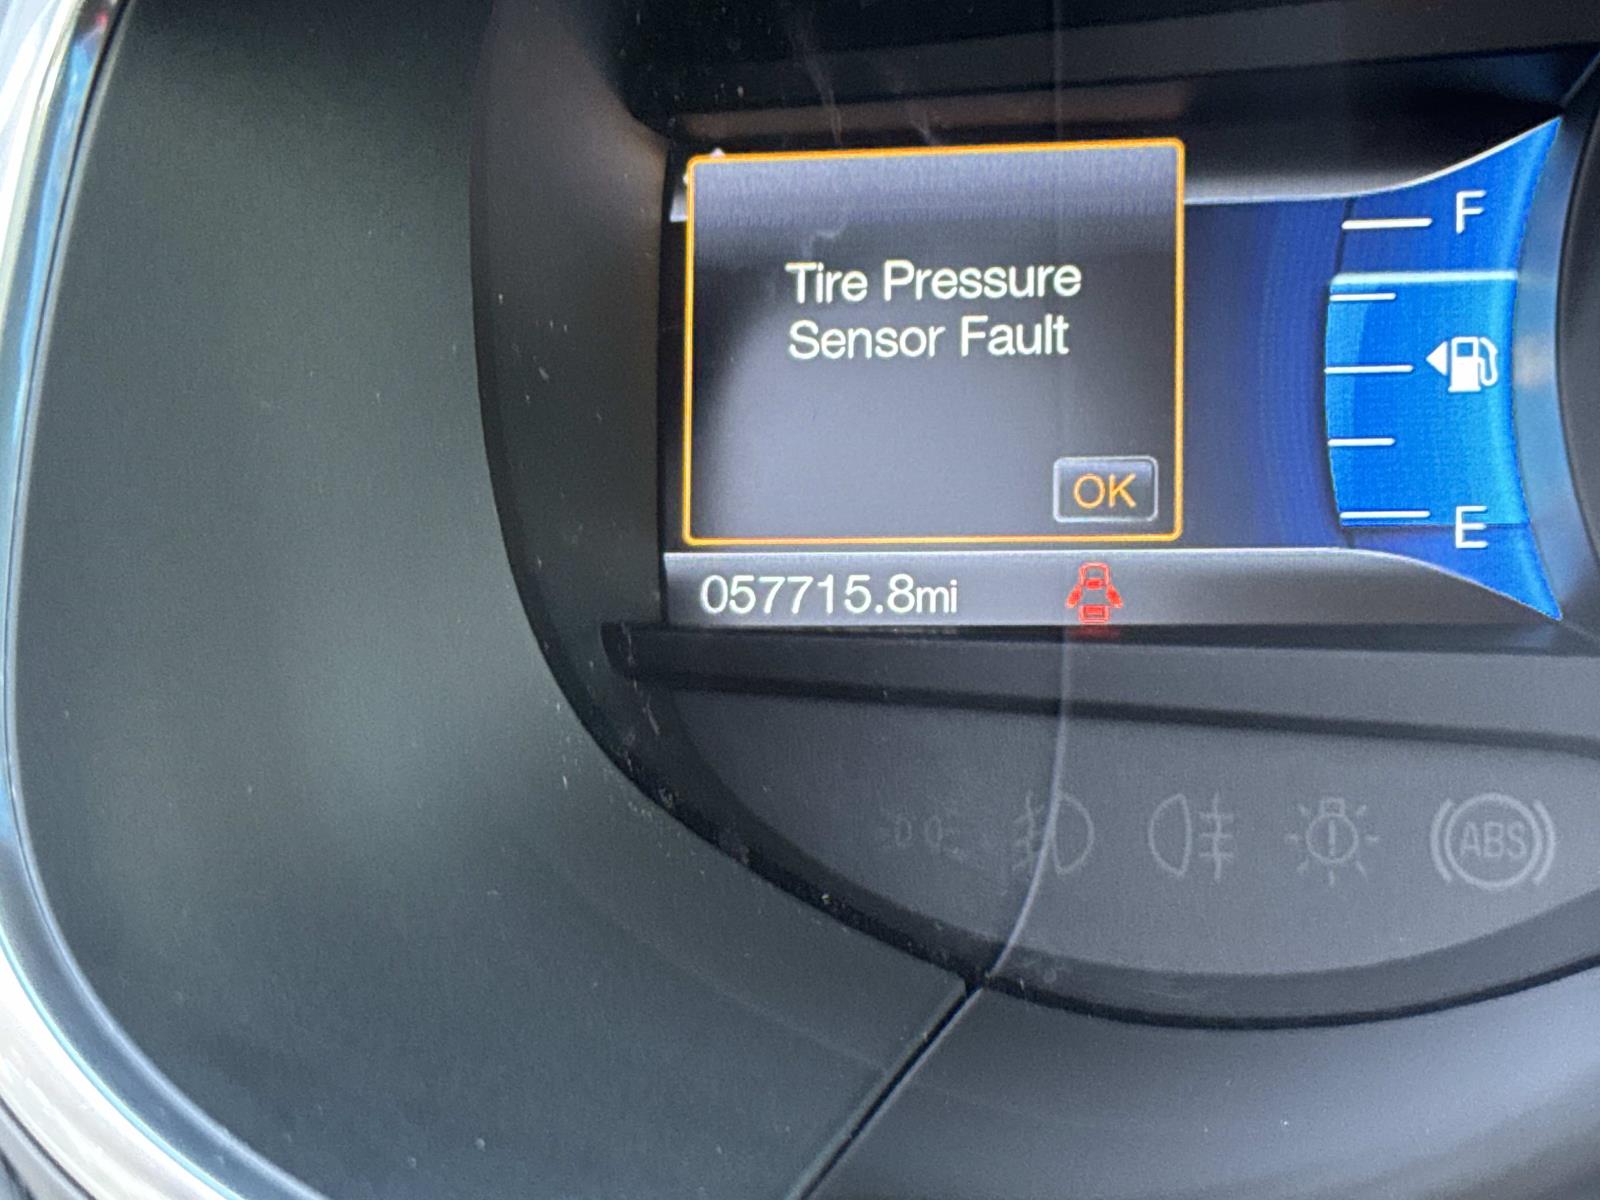 Tire Pressure
Sensor Fault
OK
F
E
057715.8mi
ABS